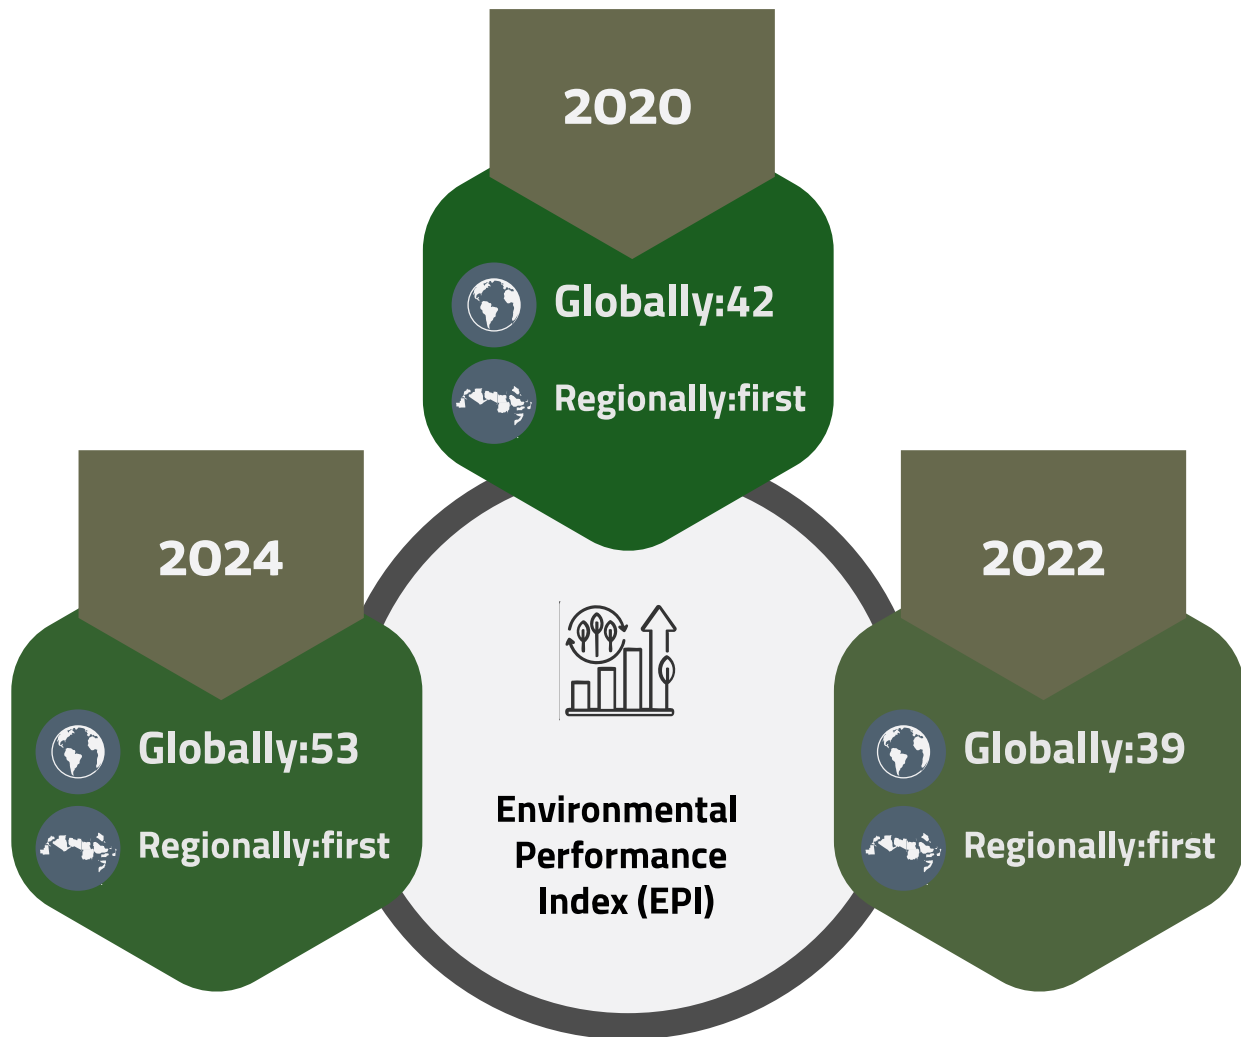 2020
Globally:42
Regionally:first
2024
Globally:53
Regionally:first
2022
Globally:39
Regionally:first
Environmental
Performance
Index (EPI)